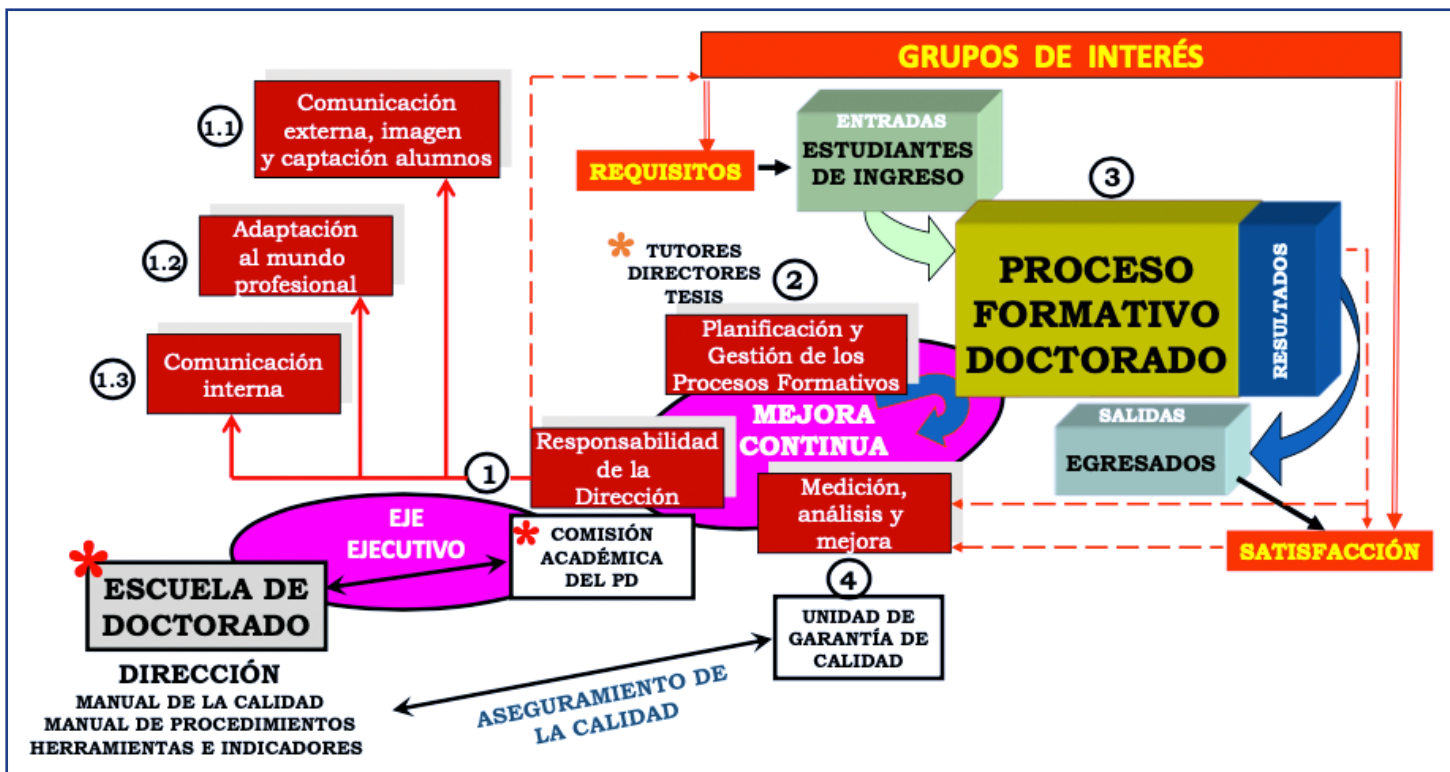 GRUPOS DE INTERÉS
1.1
Comunicación
externa, imagen
y captación alumnos
REQUISITOS
ENTRADAS
ESTUDIANTES
DE INGRESO
3
1.2
Adaptación
al mundo
profesional
* TUTORES
DIRECTORES
TESIS
2
PROCESO
FORMATIVO
DOCTORADO
RESULTADOS
1.3
Comunicación
interna
Planificación y
Gestión de los
Procesos Formativos
MEJORA
CONTINUA
SALIDAS
EGRESADOS
1
Responsabilidad
de la
Dirección
Medición,
análisis y
mejora
SATISFACCIÓN
EJE
EJECUTIVO
* COMISIÓN
ACADÉMICA
DEL PD
4
* ESCUELA DE
DOCTORADO
UNIDAD DE
GARANTÍA DE
CALIDAD
DIRECCIÓN
MANUAL DE LA CALIDAD
MANUAL DE PROCEDIMIENTOS
HERRAMIENTAS E INDICADORES
ASEGURAMIENTO DE
LA CALIDAD